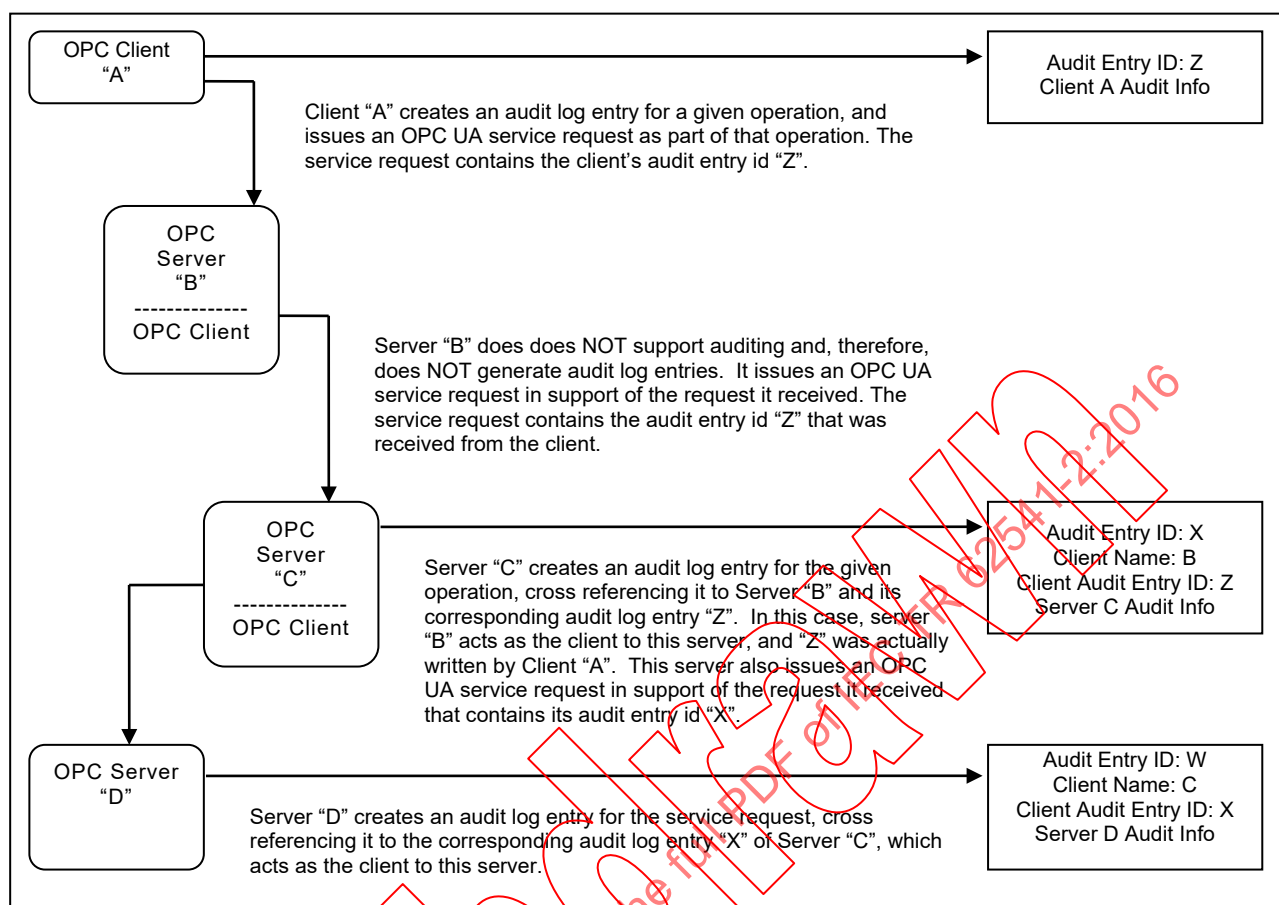 OPC Client
“A”
Audit Entry ID: Z
Client A Audit Info
Client “A” creates an audit log entry for a given operation, and
issues an OPC UA service request as part of that operation. The
service request contains the client’s audit entry id “Z”.
OPC
Server
“B”
--------------
OPC Client
Server “B” does does NOT support auditing and, therefore,
does NOT generate audit log entries.  It issues an OPC UA
service request in support of the request it received. The
service request contains the audit entry id “Z” that was
received from the client.
OPC
Server
“C”
--------------
OPC Client
Server “C” creates an audit log entry for the given
operation, cross referencing it to Server “B” and its
corresponding audit log entry “Z”.  In this case, server
“B” acts as the client to this server, and “Z” was actually
written by Client “A”.  This server also issues an OPC
UA service request in support of the request it received
that contains its audit entry id “X”.
Audit Entry ID: X
Client Name: B
Client Audit Entry ID: Z
Server C Audit Info
OPC Server
“D”
Server “D” creates an audit log entry for the service request, cross
referencing it to the corresponding audit log entry “X” of Server “C”, which
acts as the client to this server.
Audit Entry ID: W
Client Name: C
Client Audit Entry ID: X
Server D Audit Info
drawn
the full PDF of IEC TR 62541-2:2016